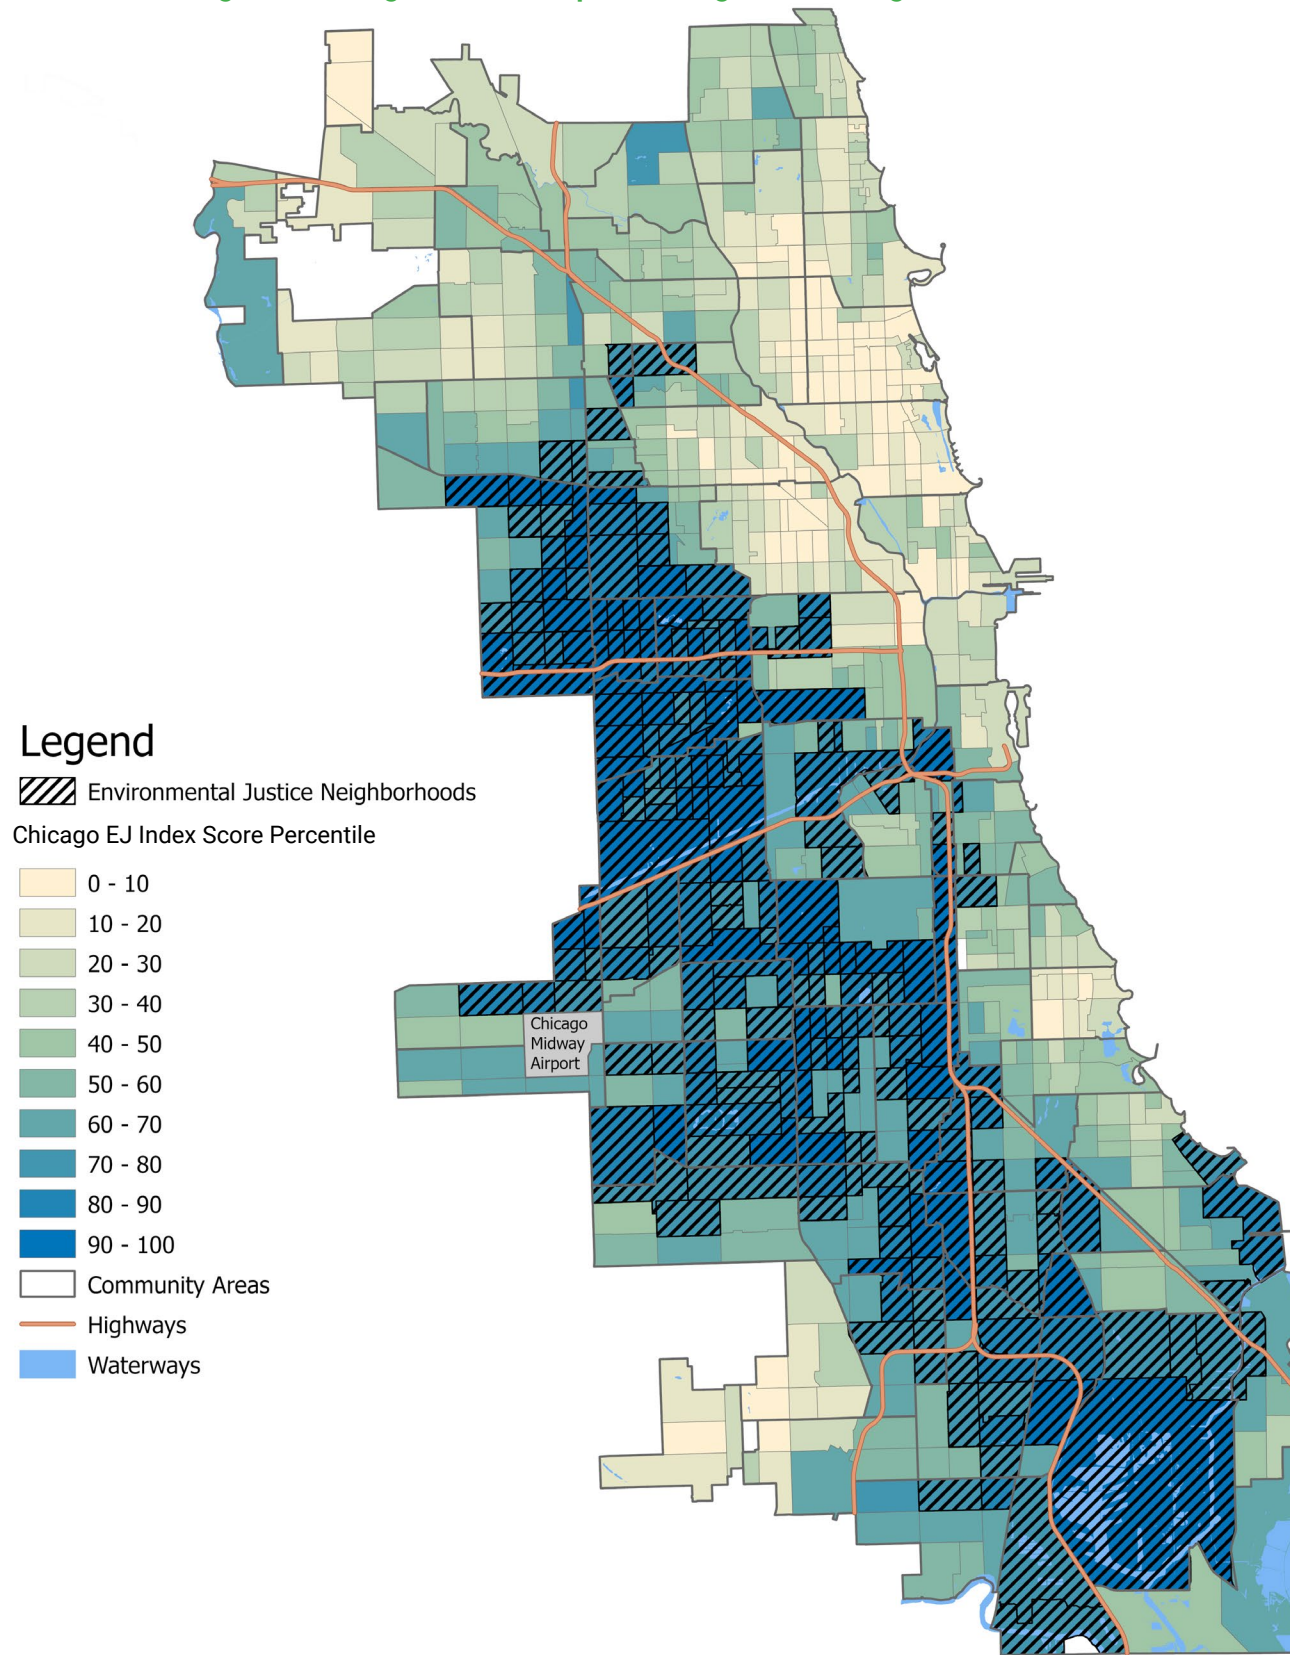 Chicago
Midway
Airport
Legend
Environmental Justice Neighborhoods
Chicago EJ Index Score Percentile
0 - 10
10 - 20
20 - 30
30 - 40
40 - 50
50 - 60
60 - 70
70 - 80
80 - 90
90 - 100
Community Areas
Highways
Waterways